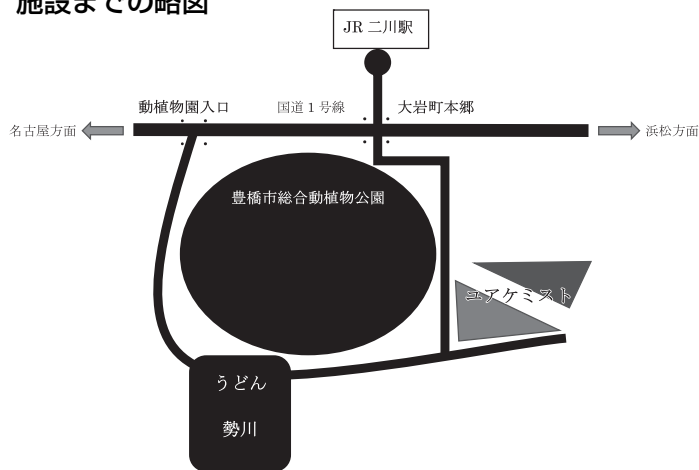 施設までの略図
JR 二川駅
動植物園入口
国道 1 号線
大岩町本郷
名古屋方面
浜松方面
豊橋市総合動植物公園
ユアケミスト
うどん
勢川